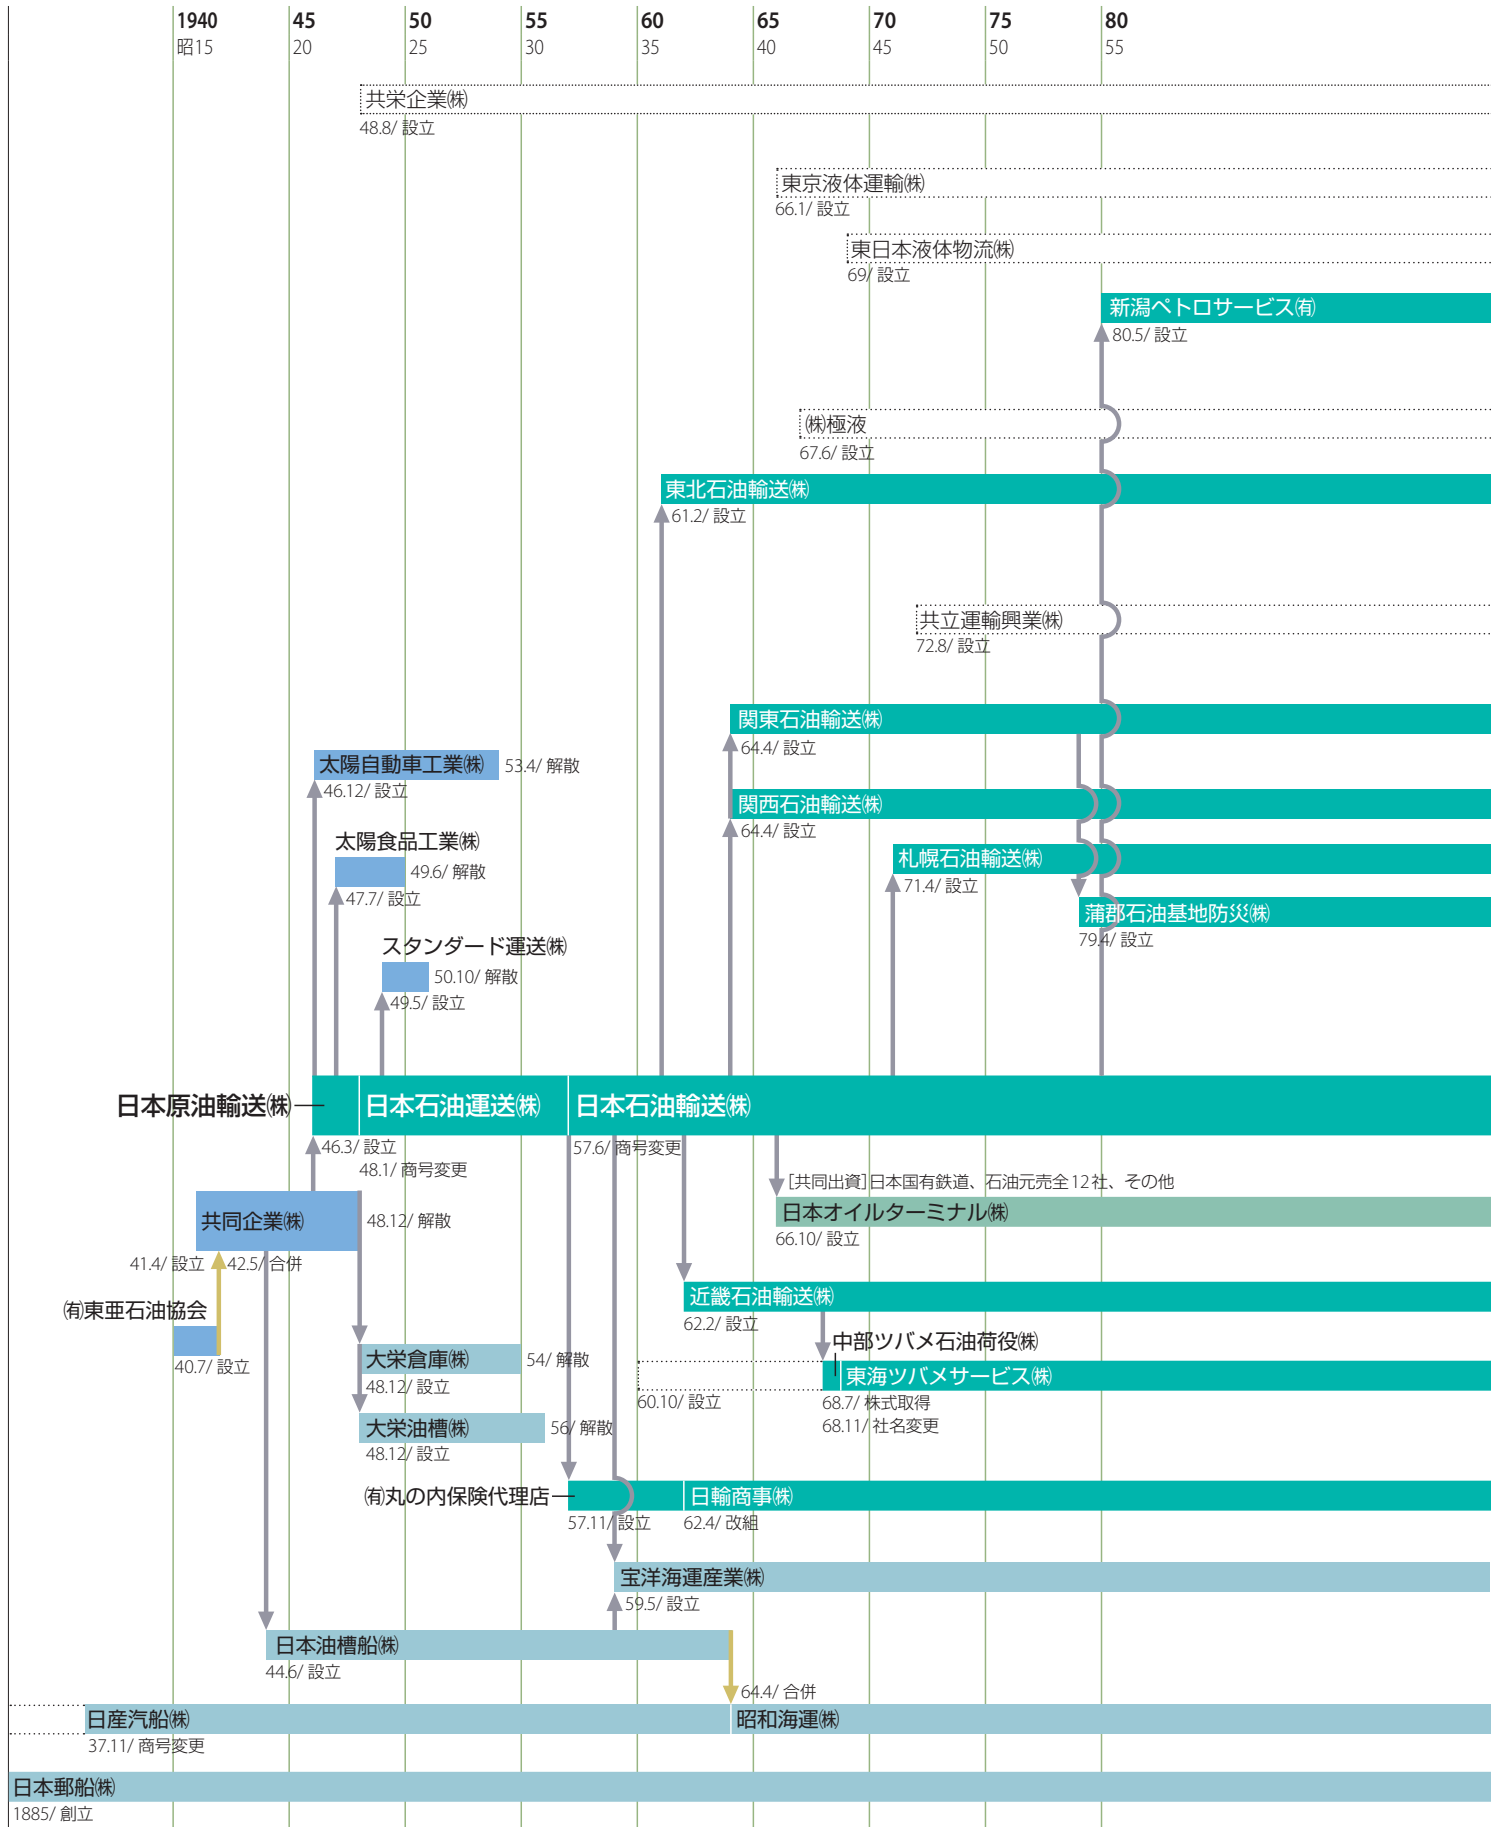 1940 45 50 55 60 65 70 75 80
昭15 20 25 30 35 40 45 50 55
共栄企業㈱
48.8/ 設立
東京液体運輸㈱
66.1/ 設立
東日本液体物流㈱
69/ 設立
新潟ペトロサービス㈲
80.5/ 設立
㈱極液
67.6/ 設立
東北石油輸送㈱
61.2/ 設立
共立運輸興業㈱
72.8/ 設立
関東石油輸送㈱
64.4/ 設立
太陽自動車工業㈱ 53.4/ 解散
46.12/ 設立
関西石油輸送㈱
64.4/ 設立
太陽食品工業㈱
49.6/ 解散
47.7/ 設立
札幌石油輸送㈱
71.4/ 設立
蒲郡石油基地防災㈱
79.4/ 設立
スタンダード運送㈱
50.10/ 解散
49.5/ 設立
日本原油輸送㈱ 日本石油運送㈱ 日本石油輸送㈱
46.3/ 設立
48.1/ 商号変更
57.6/ 商号変更
[共同出資]日本国有鉄道、石油元売全12社、その他
日本オイルターミナル㈱
66.10/ 設立
共同企業㈱ 48.12/ 解散
41.4/ 設立 42.5/ 合併
㈲東亜石油協会
40.7/ 設立
近畿石油輸送㈱
62.2/ 設立
中部ツバメ石油荷役㈱
大栄倉庫㈱ 54/ 解散
48.12/ 設立
東海ツバメサービス㈱
60.10/ 設立
68.7/ 株式取得
68.11/ 社名変更
大栄油槽㈱ 56/ 解散
48.12/ 設立
㈲丸の内保険代理店 日輸商事㈱
57.11/ 設立 62.4/ 改組
宝洋海運産業㈱
59.5/ 設立
日本油槽船㈱
44.6/ 設立
64.4/ 合併
日産汽船㈱ 昭和海運㈱
37.11/ 商号変更
日本郵船㈱
1885/ 創立